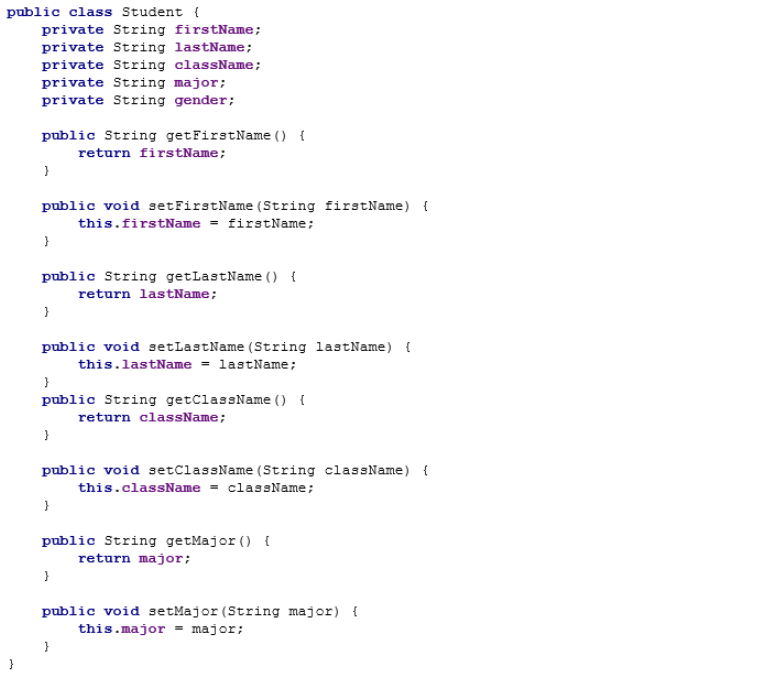 public class Student {
    private String firstName;
    private String lastName;
    private String className;
    private String major;
    private String gender;

    public String getFirstName() {
        return firstName;
    }

    public void setFirstName(String firstName) {
        this.firstName = firstName;
    }

    public String getLastName() {
        return lastName;
    }

    public void setLastName(String lastName) {
        this.lastName = lastName;
    }
    public String getClassName() {
        return className;
    }

    public void setClassName(String className) {
        this.className = className;
    }

    public String getMajor() {
        return major;
    }

    public void setMajor(String major) {
        this.major = major;
    }
}